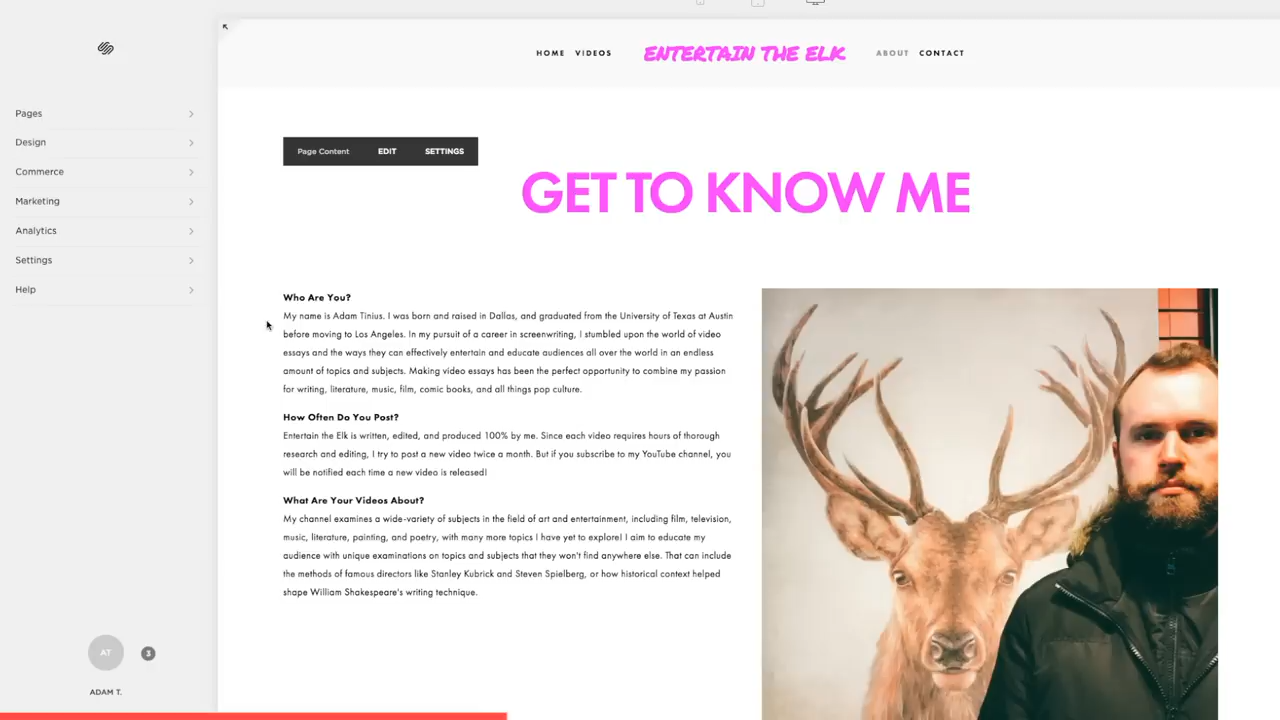 HOME VIDEOS ENTERTAIN THE ELK ABOUT CONTACT
Pages
Design
Commerce
Marketing
Analytics
Settings
Help
AT
3
ADAM T.
Page Content EDIT SETTINGS
GET TO KNOW ME
Who Are You?
My name is Adam Tinius. I was born and raised in Dallas, and graduated from the University of Texas at Austin
before moving to Los Angeles. In my pursuit of a career in screenwriting, I stumbled upon the world of video
essays and the ways they can effectively entertain and educate audiences all over the world in an endless
amount of topics and subjects. Making video essays has been the perfect opportunity to combine my passion
for writing, literature, music, film, comic books, and all things pop culture.
How Often Do You Post?
Entertain the Elk is written, edited, and produced 100% by me. Since each video requires hours of thorough
research and editing, I try to post a new video twice a month. But if you subscribe to my YouTube channel, you
will be notified each time a new video is released!
What Are Your Videos About?
My channel examines a wide-variety of subjects in the field of art and entertainment, including film, television,
music, literature, painting, and poetry, with many more topics I have yet to explore! I aim to educate my
audience with unique examinations on topics and subjects that they won't find anywhere else. That can include
the methods of famous directors like Stanley Kubrick and Steven Spielberg, or how historical context helped
shape William Shakespeare's writing technique.